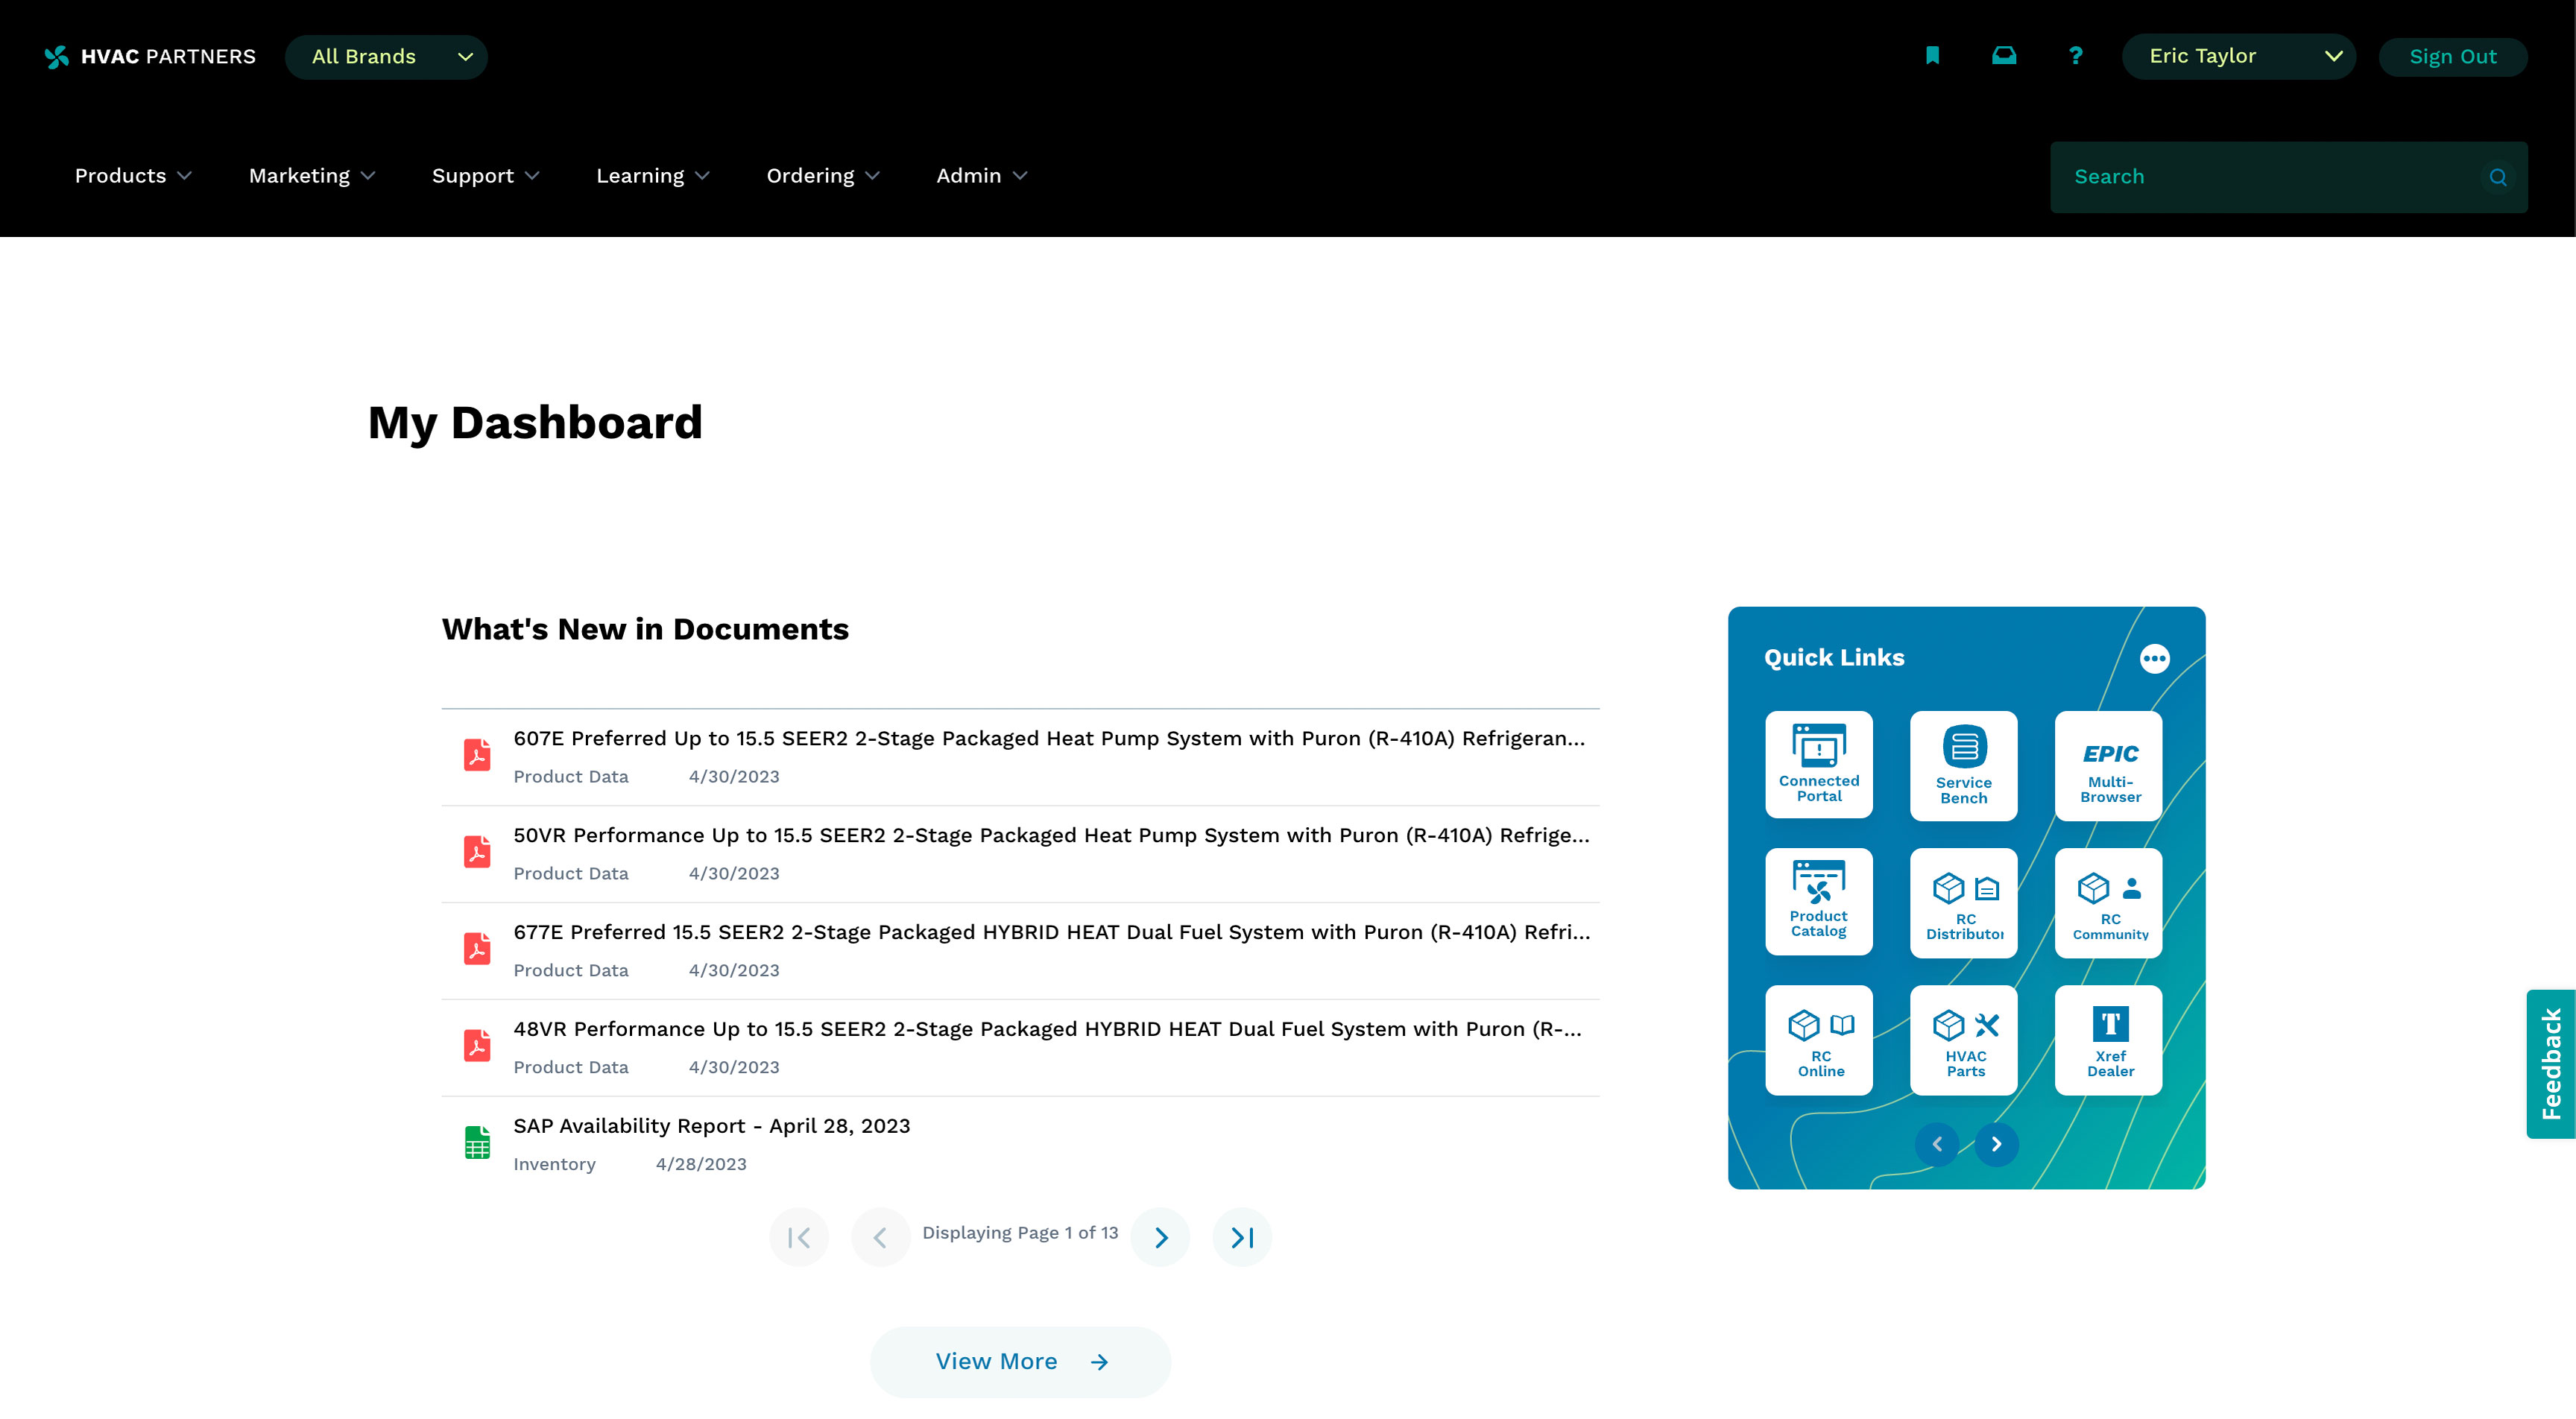 HVAC PARTNERS
All Brands
Eric Taylor
Sign Out
Products
Marketing
Support
Learning
Ordering
Admin
Search
My Dashboard
What's New in Documents
607E Preferred Up to 15.5 SEER2 2-Stage Packaged Heat Pump System with Puron (R-410A) Refrigeran...
Product Data 4/30/2023
50VR Performance Up to 15.5 SEER2 2-Stage Packaged Heat Pump System with Puron (R-410A) Refrige...
Product Data 4/30/2023
677E Preferred 15.5 SEER2 2-Stage Packaged HYBRID HEAT Dual Fuel System with Puron (R-410A) Refri...
Product Data 4/30/2023
48VR Performance Up to 15.5 SEER2 2-Stage Packaged HYBRID HEAT Dual Fuel System with Puron (R-...
Product Data 4/30/2023
SAP Availability Report - April 28, 2023
Inventory 4/28/2023
Displaying Page 1 of 13
View More
Quick Links
Connected
Portal
Service
Bench
EPIC
Multi-
Browser
Product
Catalog
RC
Distributor
RC
Community
RC
Online
HVAC
Parts
T
Xref
Dealer
Feedback